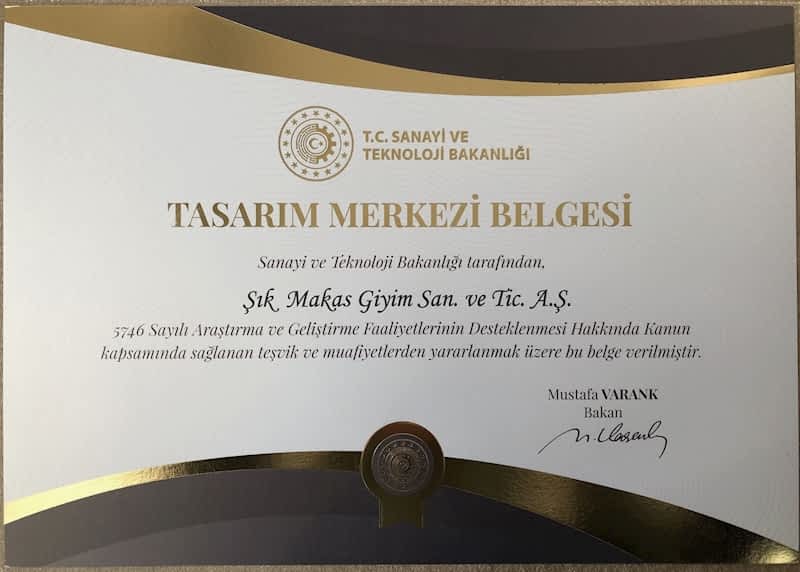 T.C. SANAYİ VE
TEKNOLOJİ BAKANLIĞI
TASARIM MERKEZİ BELGESİ
Sanayi ve Teknoloji Bakanlığı tarafından,
Şık Makas Giyim San. ve Tic. A.Ş.
5746 Sayılı Araştırma ve Geliştirme Faaliyetlerinin Desteklenmesi Hakkında Kanun
kapsamında sağlanan teşvik ve muafiyetlerden yararlanmak üzere bu belge verilmiştir.
Mustafa VARANK
Bakan